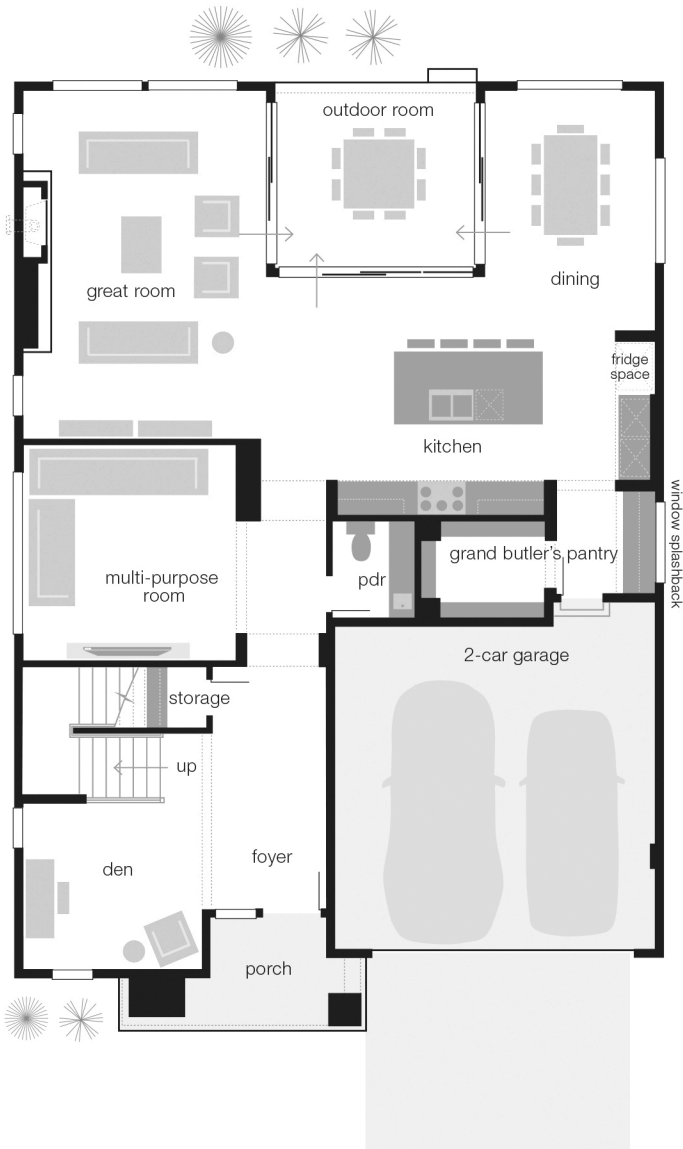 outdoor room
dining
great room
fridge
space
kitchen
window splashback
grand butler's pantry
pdr
multi-purpose
room
2-car garage
storage
up
foyer
den
porch